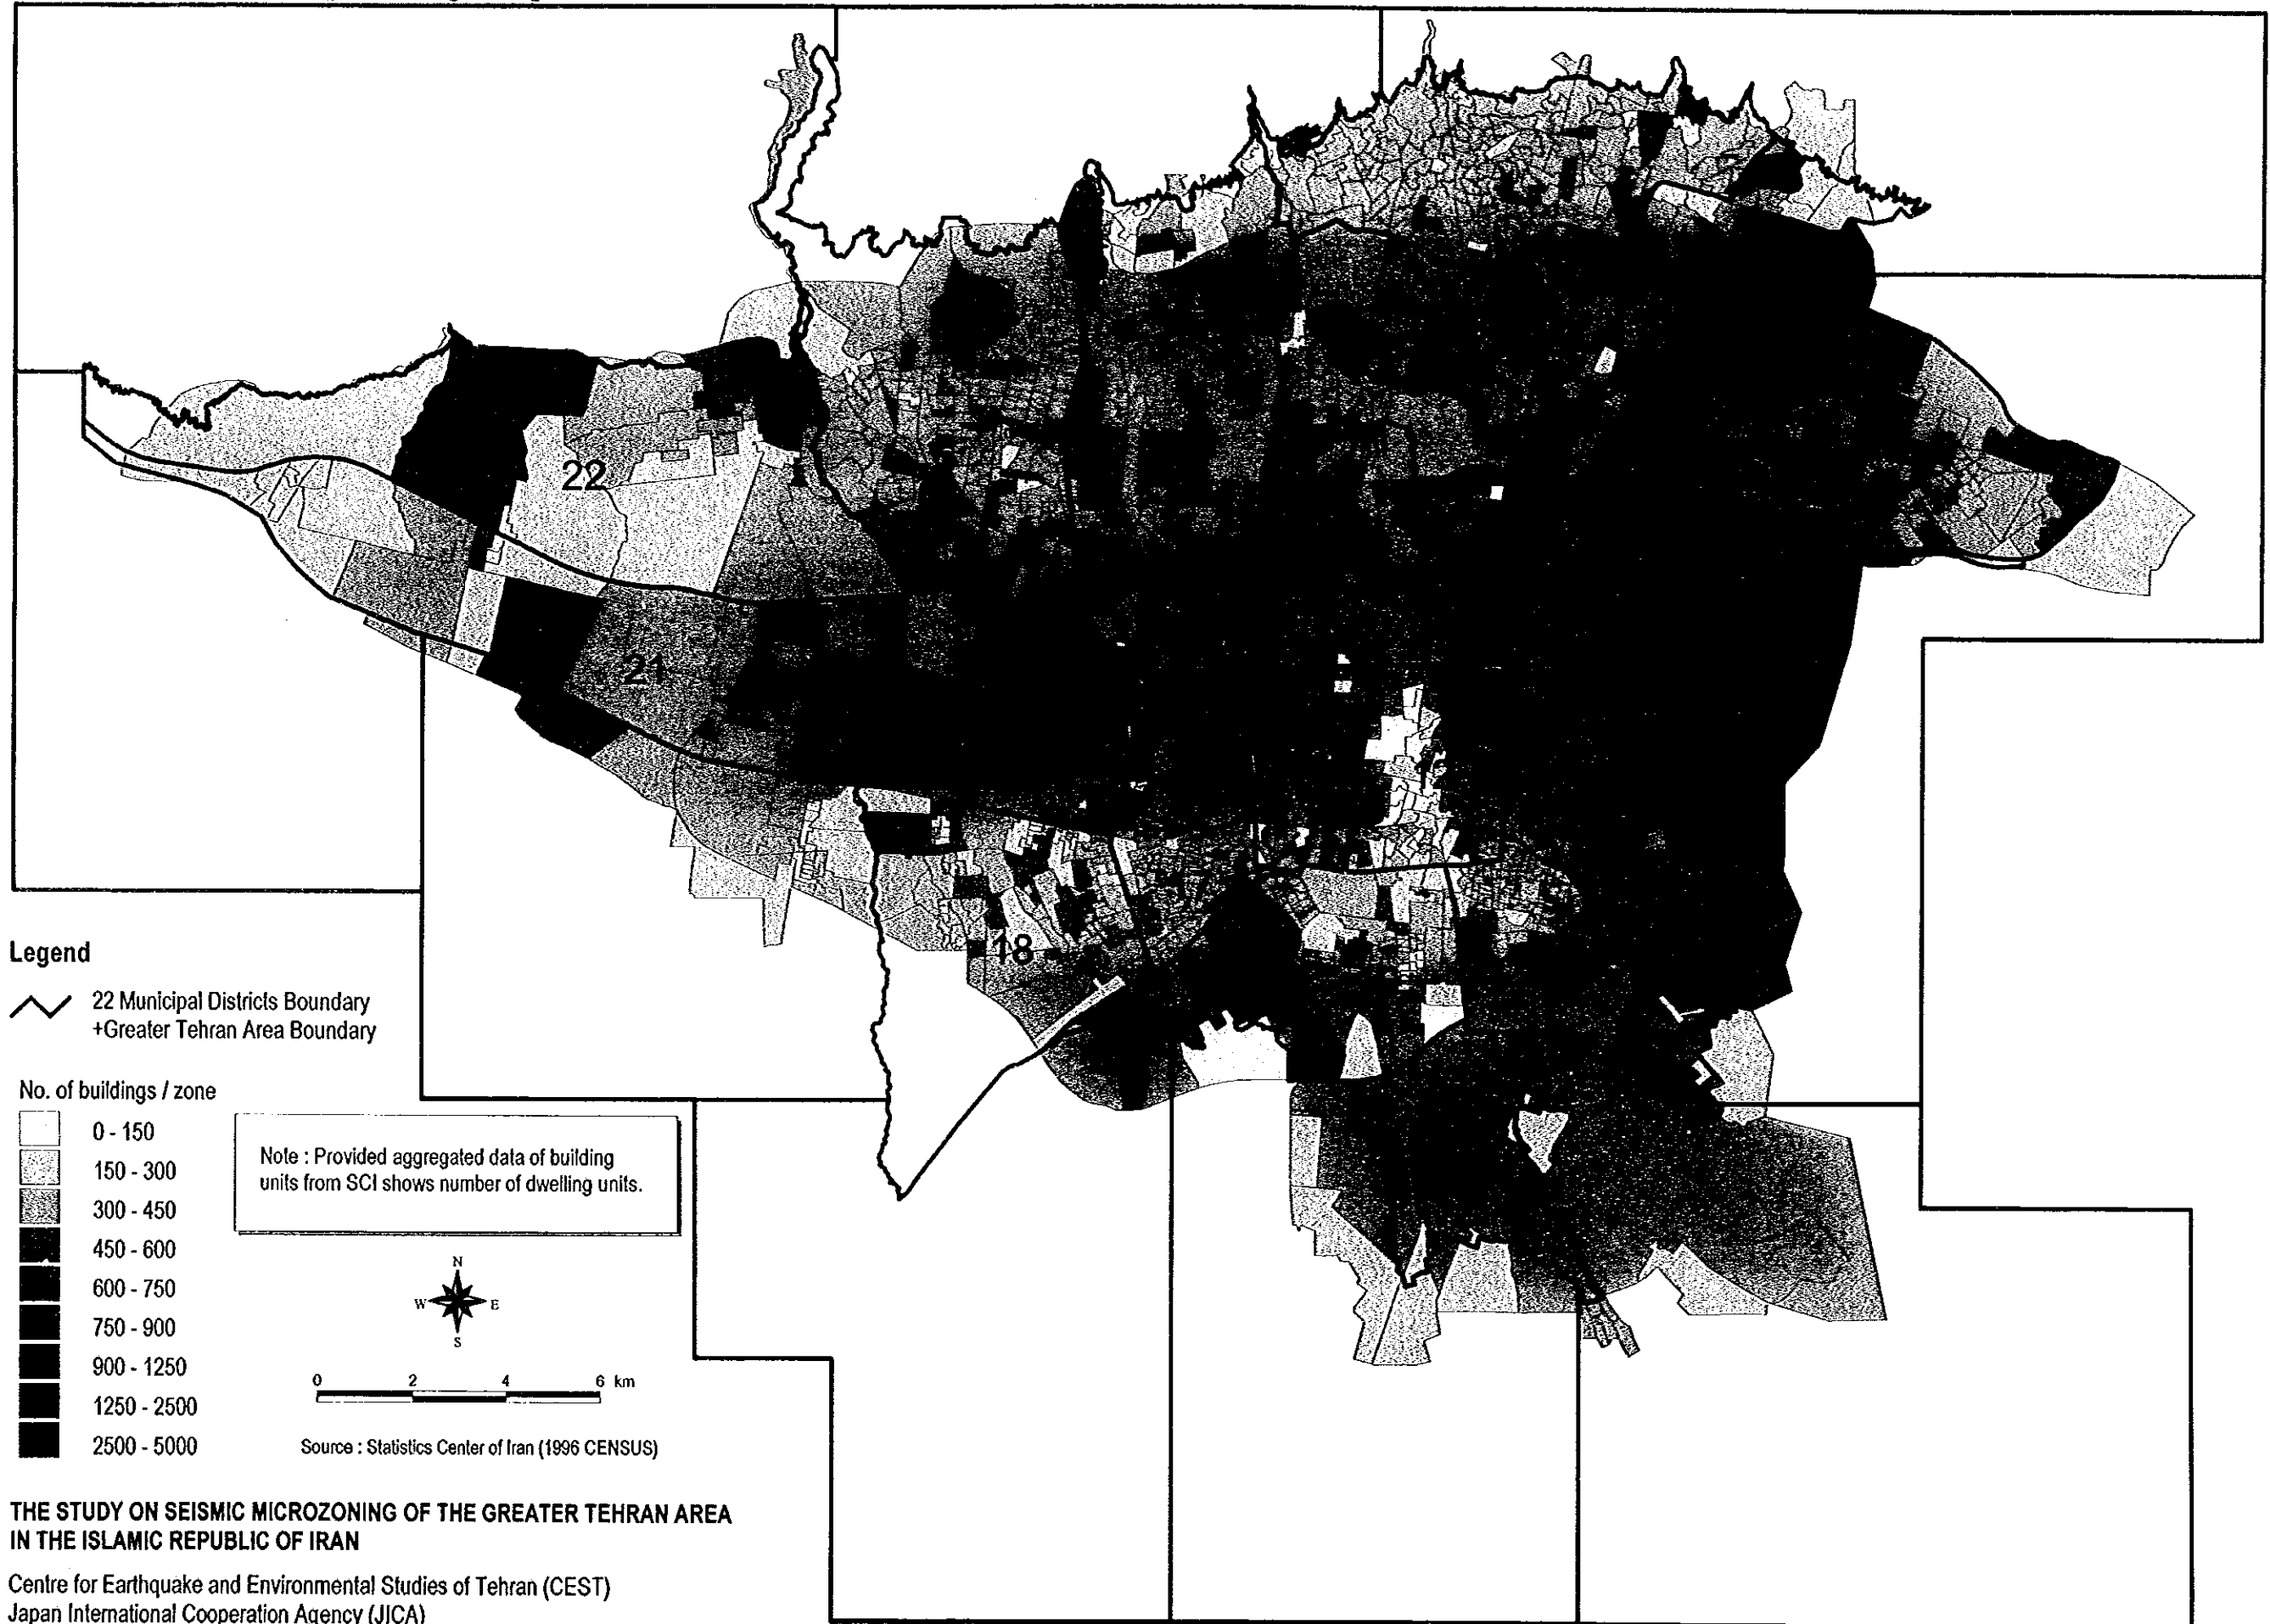 22
21
18
Legend
22 Municipal Districts Boundary
+Greater Tehran Area Boundary
No. of buildings / zone
0 - 150
150 - 300
300 - 450
450 - 600
600 - 750
750 - 900
900 - 1250
1250 - 2500
2500 - 5000
Note : Provided aggregated data of building
units from SCI shows number of dwelling units.
N
W E
S
0 2 4 6 km
Source : Statistics Center of Iran (1996 CENSUS)
THE STUDY ON SEISMIC MICROZONING OF THE GREATER TEHRAN AREA
IN THE ISLAMIC REPUBLIC OF IRAN
Centre for Earthquake and Environmental Studies of Tehran (CEST)
Japan International Cooperation Agency (JICA)